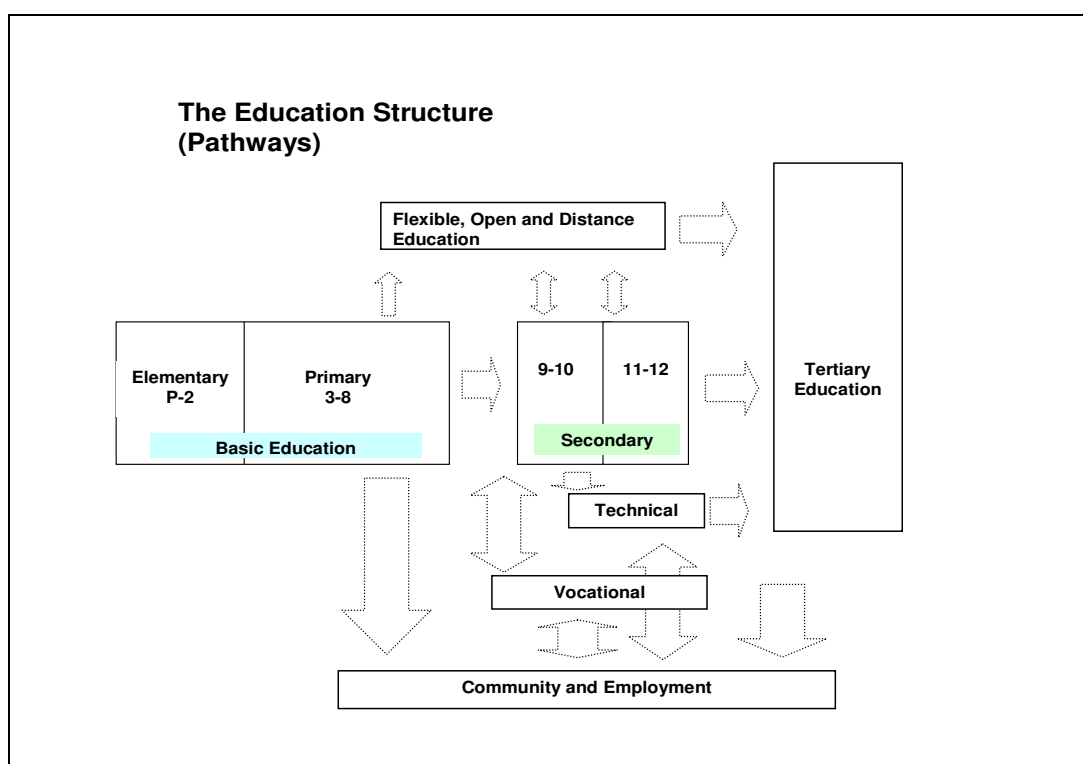 The Education Structure
(Pathways)
Flexible, Open and Distance
Education
Elementary
P-2
Primary
3-8
Basic Education
9-10
11-12
Secondary
Tertiary
Education
Technical
Vocational
Community and Employment